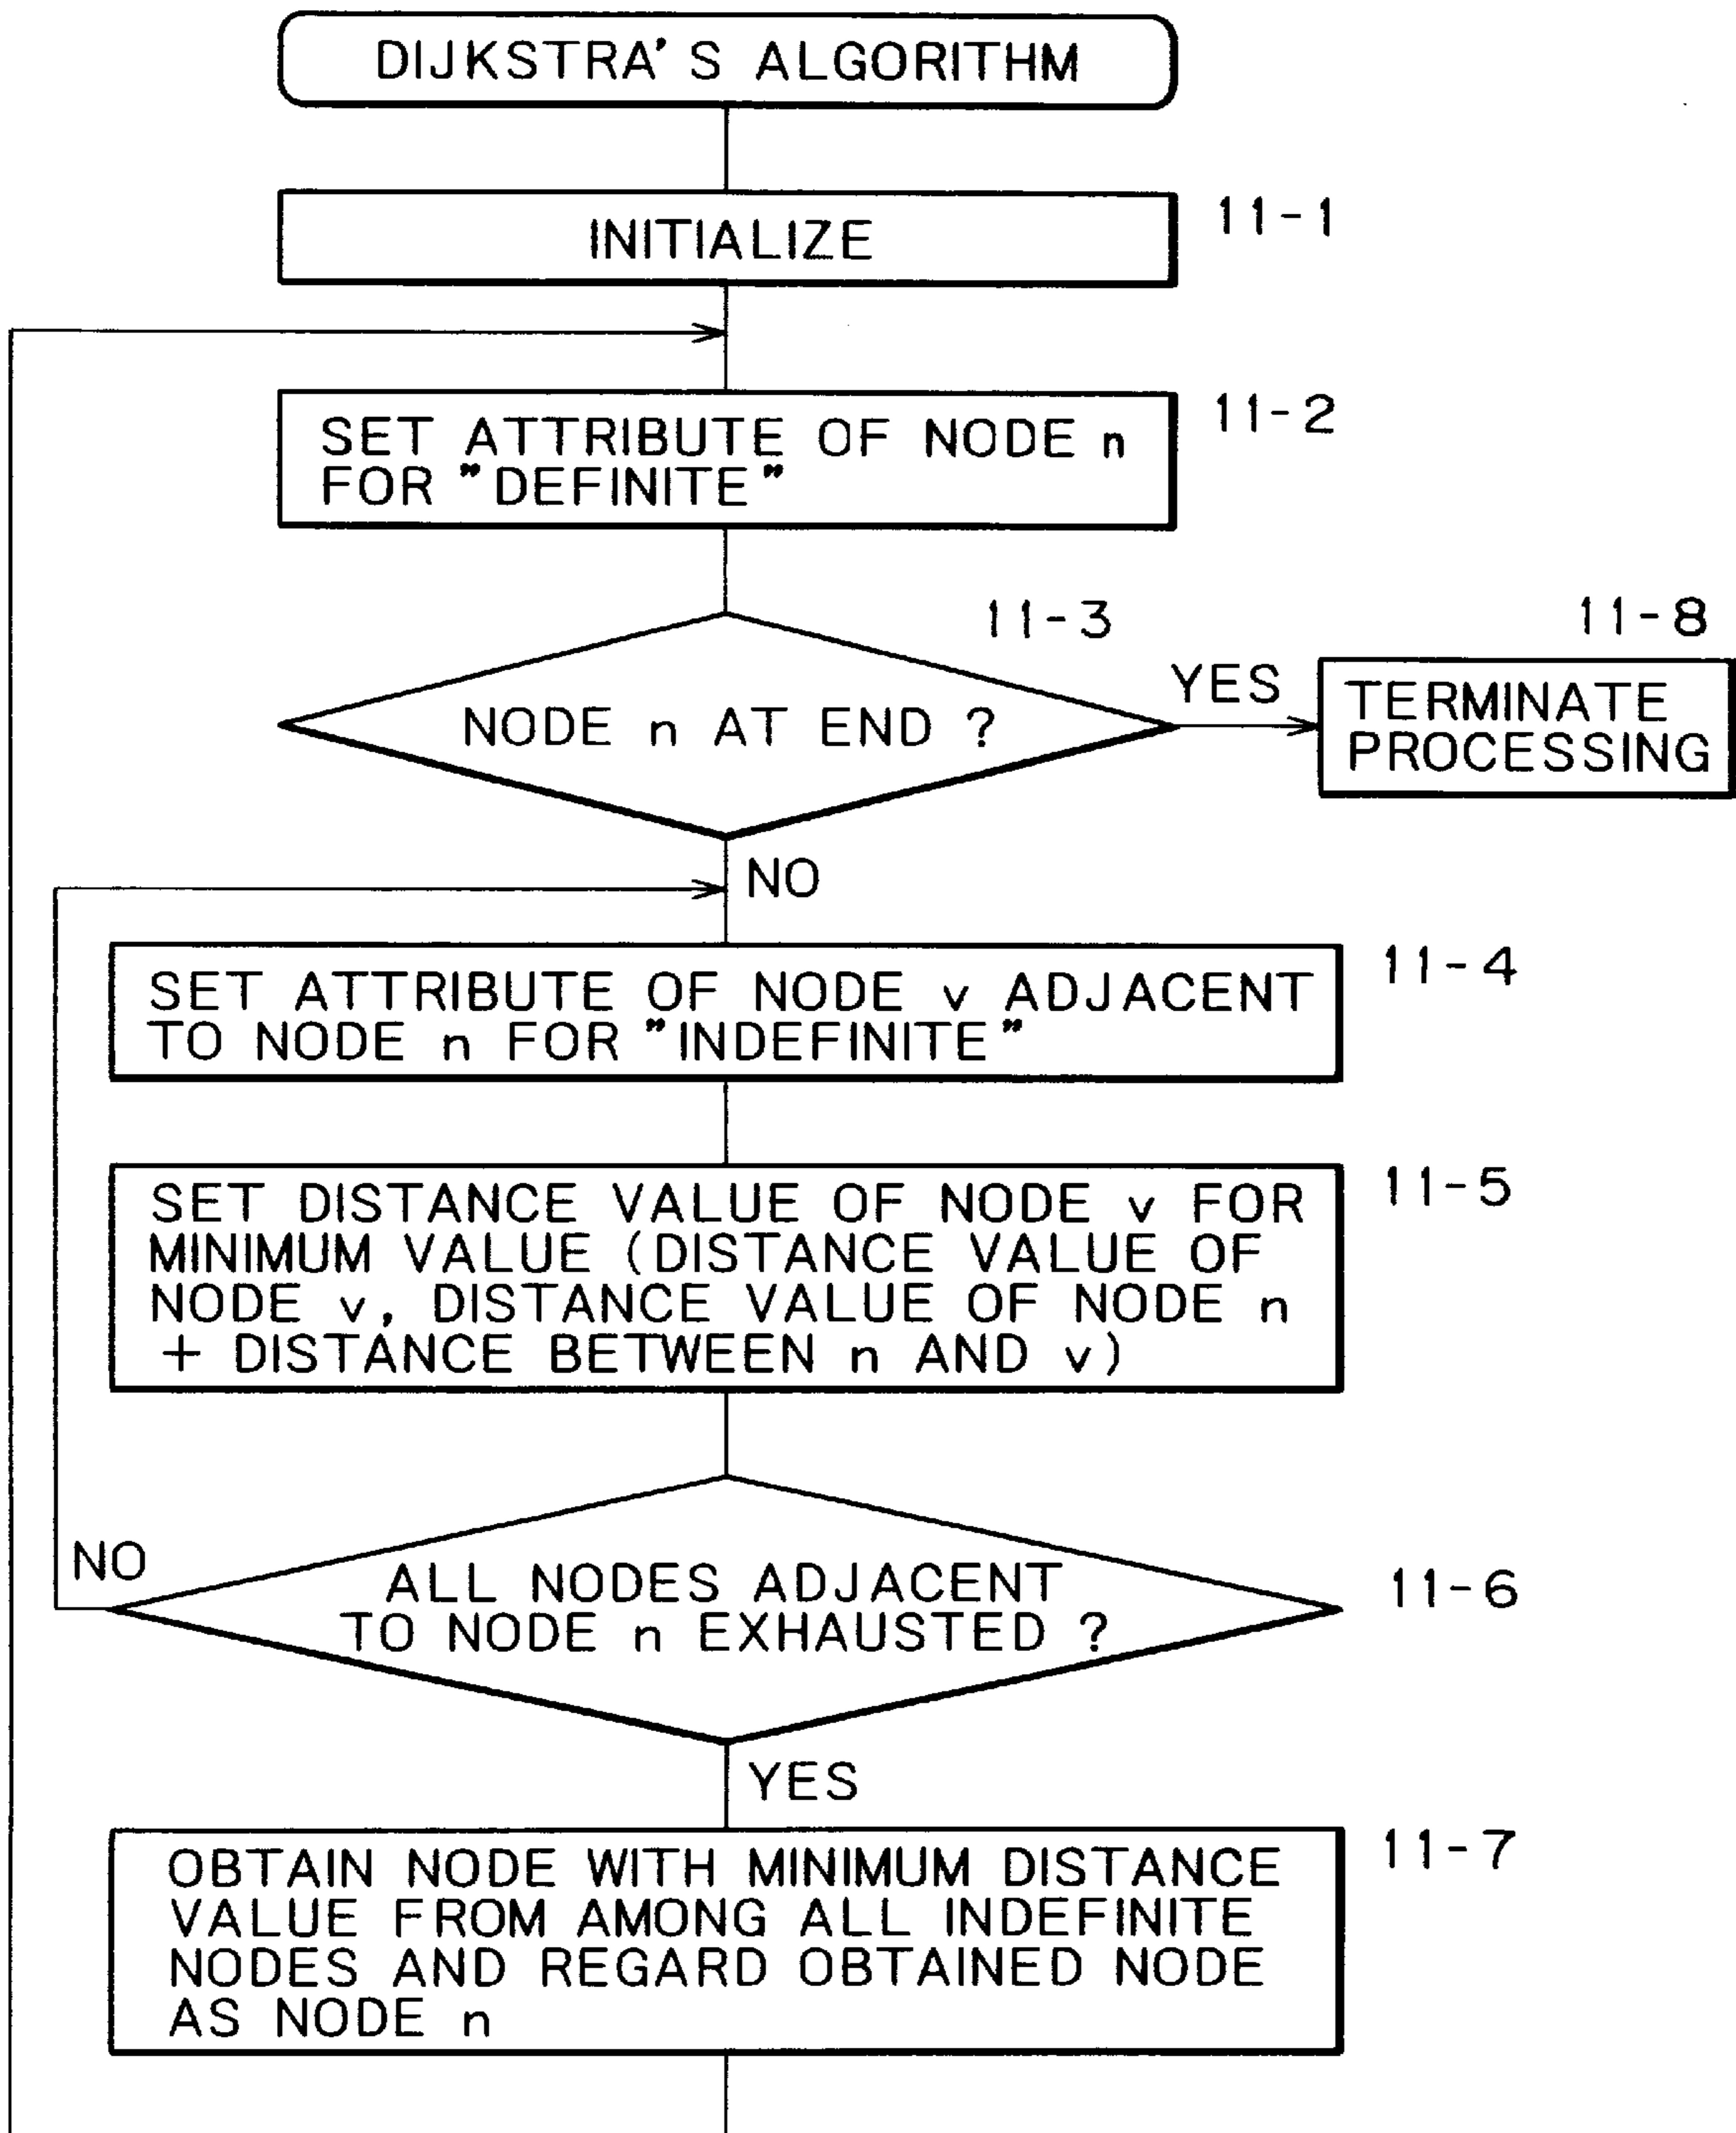 DIJKSTRA'S ALGORITHM
INITIALIZE
11-1
SET ATTRIBUTE OF NODE n
FOR "DEFINITE"
11-2
NODE n AT END ?
11-3
YES
11-8
TERMINATE
PROCESSING
NO
SET ATTRIBUTE OF NODE v ADJACENT
TO NODE n FOR "INDEFINITE"
11-4
SET DISTANCE VALUE OF NODE v FOR
MINIMUM VALUE (DISTANCE VALUE OF
NODE v, DISTANCE VALUE OF NODE n
+ DISTANCE BETWEEN n AND v)
11-5
NO
ALL NODES ADJACENT
TO NODE n EXHAUSTED ?
11-6
YES
OBTAIN NODE WITH MINIMUM DISTANCE
VALUE FROM AMONG ALL INDEFINITE
NODES AND REGARD OBTAINED NODE
AS NODE n
11-7